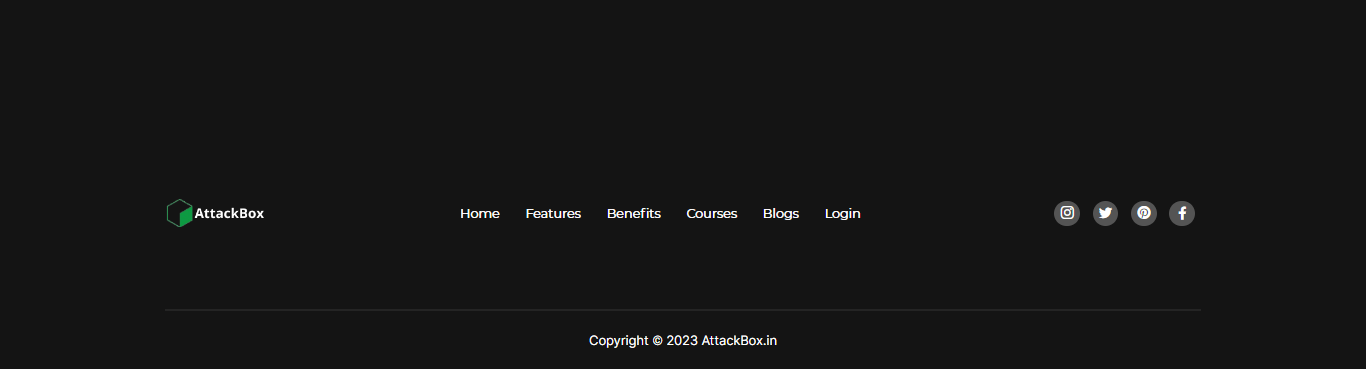 AttackBox Home Features Benefits Courses Blogs Login
Copyright © 2023 AttackBox.in